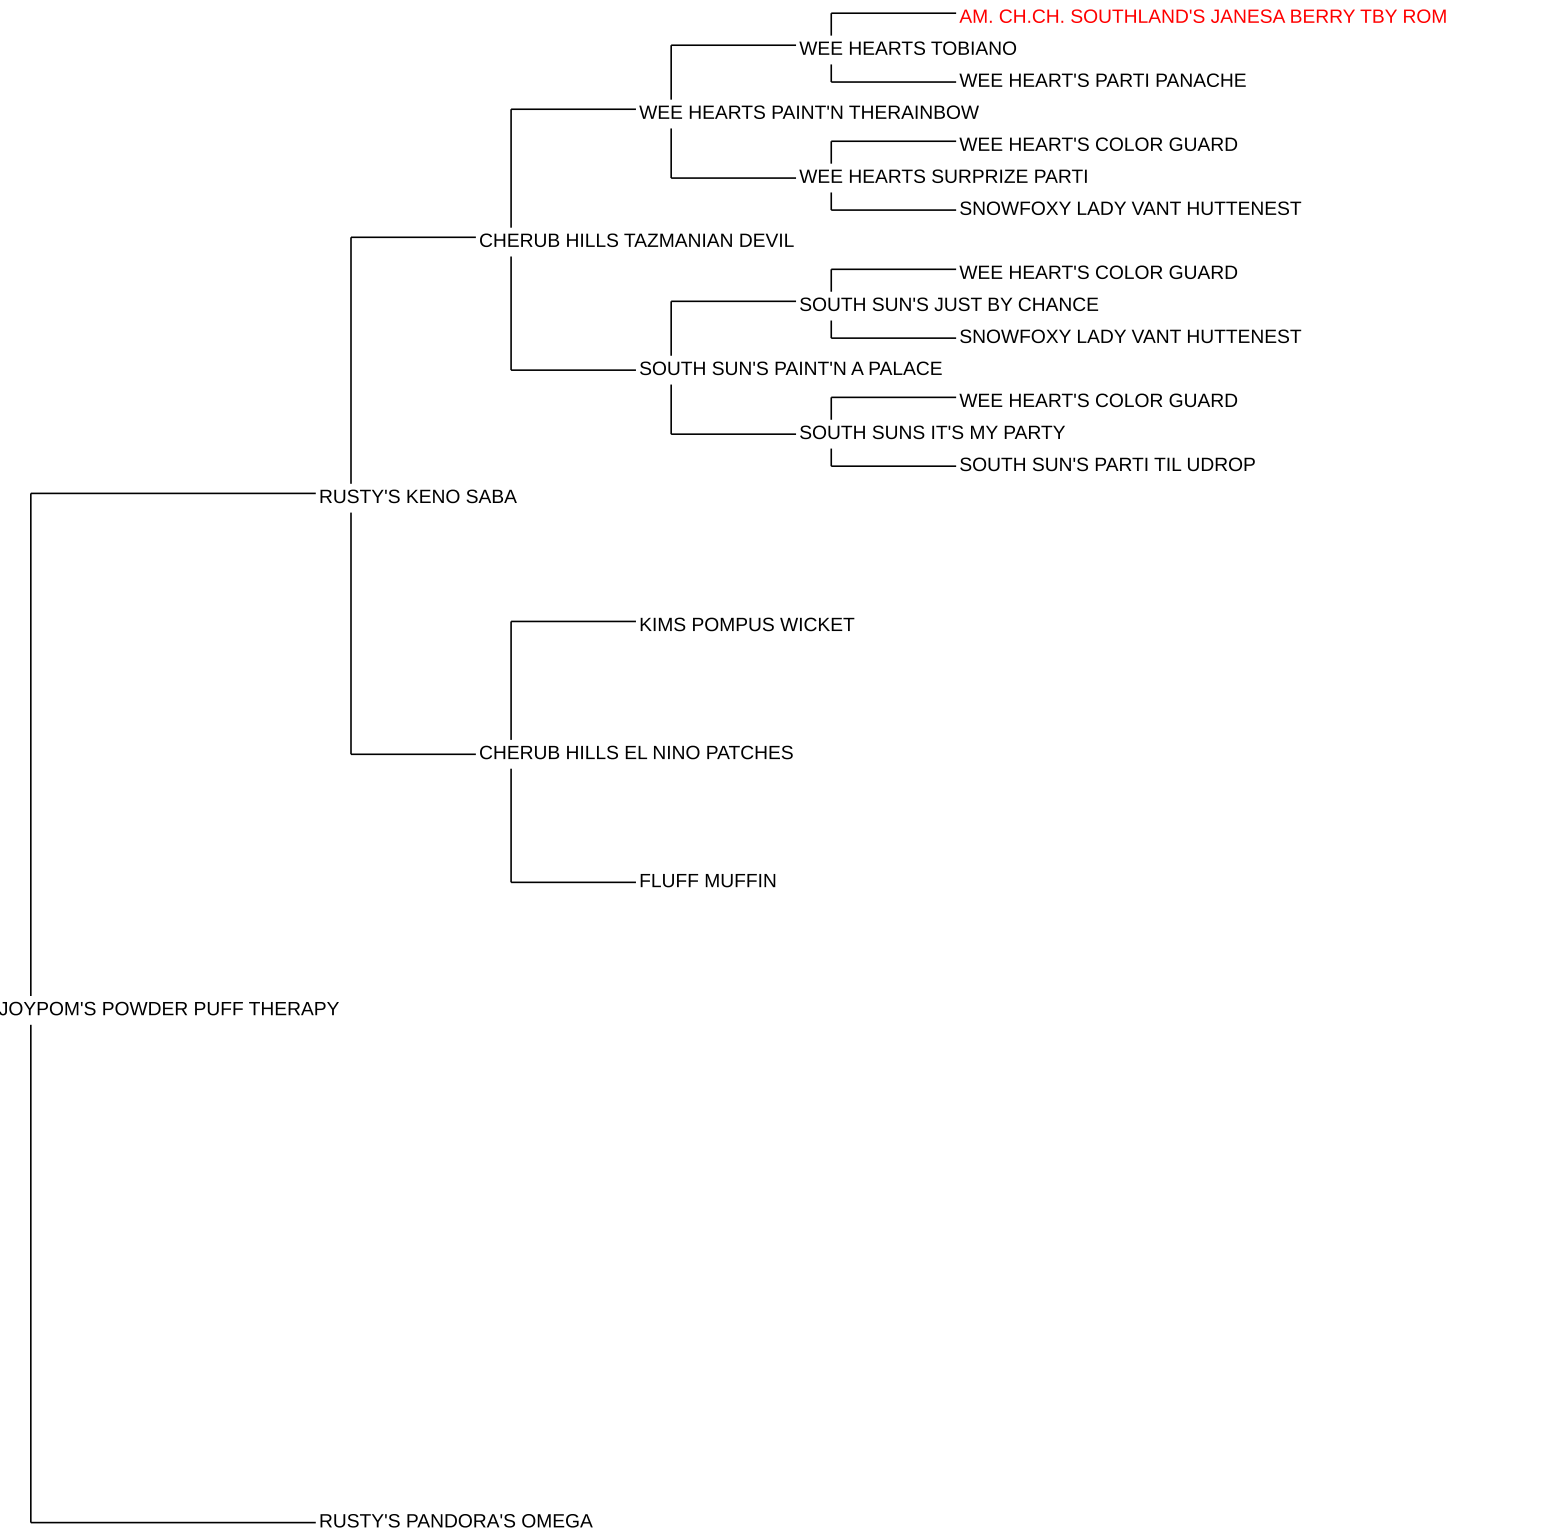 AM. CH.CH. SOUTHLAND'S JANESA BERRY TBY ROM
WEE HEARTS TOBIANO
WEE HEART'S PARTI PANACHE
WEE HEARTS PAINT'N THERAINBOW
WEE HEART'S COLOR GUARD
WEE HEARTS SURPRIZE PARTI
SNOWFOXY LADY VANT HUTTENEST
CHERUB HILLS TAZMANIAN DEVIL
WEE HEART'S COLOR GUARD
SOUTH SUN'S JUST BY CHANCE
SNOWFOXY LADY VANT HUTTENEST
SOUTH SUN'S PAINT'N A PALACE
WEE HEART'S COLOR GUARD
SOUTH SUNS IT'S MY PARTY
SOUTH SUN'S PARTI TIL UDROP
RUSTY'S KENO SABA
KIMS POMPUS WICKET
CHERUB HILLS EL NINO PATCHES
FLUFF MUFFIN
JOYPOM'S POWDER PUFF THERAPY
RUSTY'S PANDORA'S OMEGA